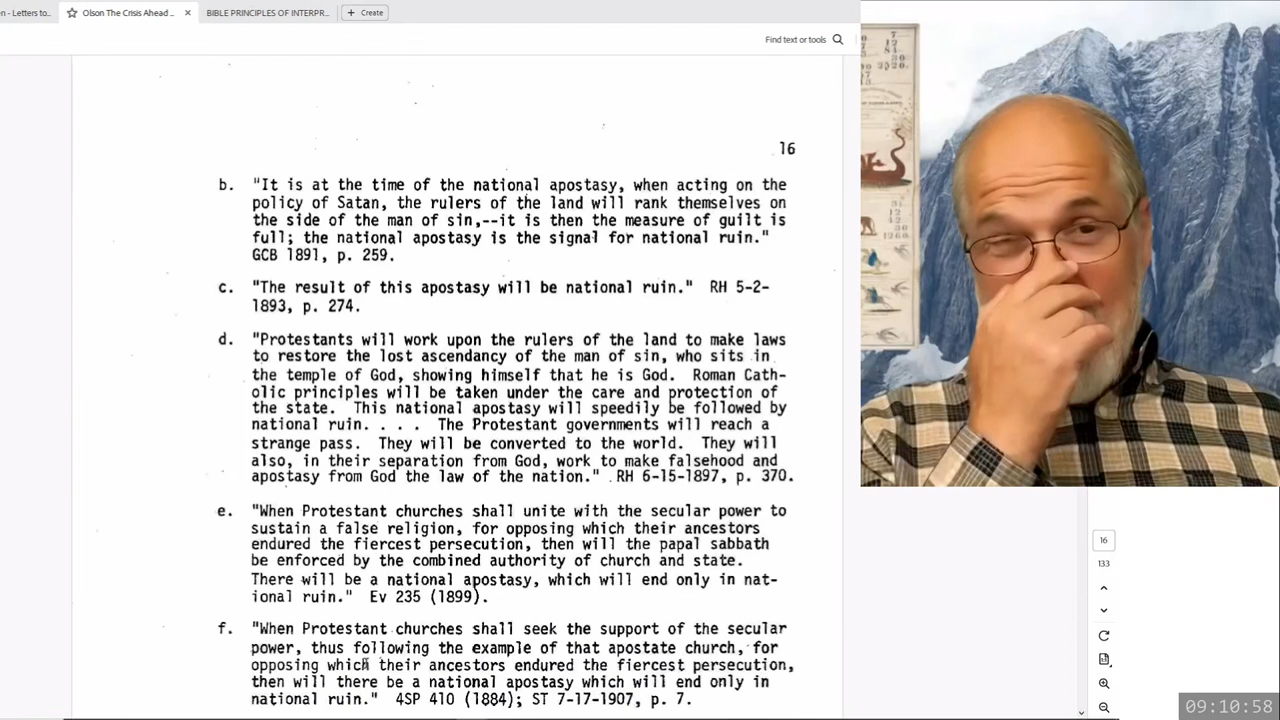 n - Letters to...
Olson The Crisis Ahead ...
BIBLE PRINCIPLES OF INTERPR...
+ Create
Find text or tools
16
b. "It is at the time of the national apostasy, when acting on the
policy of Satan, the rulers of the land will rank themselves on
the side of the man of sin,--it is then the measure of guilt is
full; the national apostasy is the signal for national ruin."
GCB 1891, p. 259.
c. "The result of this apostasy will be national ruin." RH 5-2-
1893, p. 274.
d. "Protestants will work upon the rulers of the land to make laws
to restore the lost ascendancy of the man of sin, who sits in
the temple of God, showing himself that he is God. Roman Cath-
olic principles will be taken under the care and protection of
the state. This national apostasy will speedily be followed by
national ruin. . . . The Protestant governments will reach a
strange pass. They will be converted to the world. They will
also, in their separation from God, work to make falsehood and
apostasy from God the law of the nation." RH 6-15-1897, p. 370.
e. "When Protestant churches shall unite with the secular power to
sustain a false religion, for opposing which their ancestors
endured the fiercest persecution, then will the papal sabbath
be enforced by the combined authority of church and state.
There will be a national apostasy, which will end only in nat-
ional ruin." Ev 235 (1899).
f. "When Protestant churches shall seek the support of the secular
power, thus following the example of that apostate church, for
opposing which their ancestors endured the fiercest persecution,
then will there be a national apostasy which will end only in
national ruin." 4SP 410 (1884); ST 7-17-1907, p. 7.
7
12
2520
1260
16
133
09:10:58